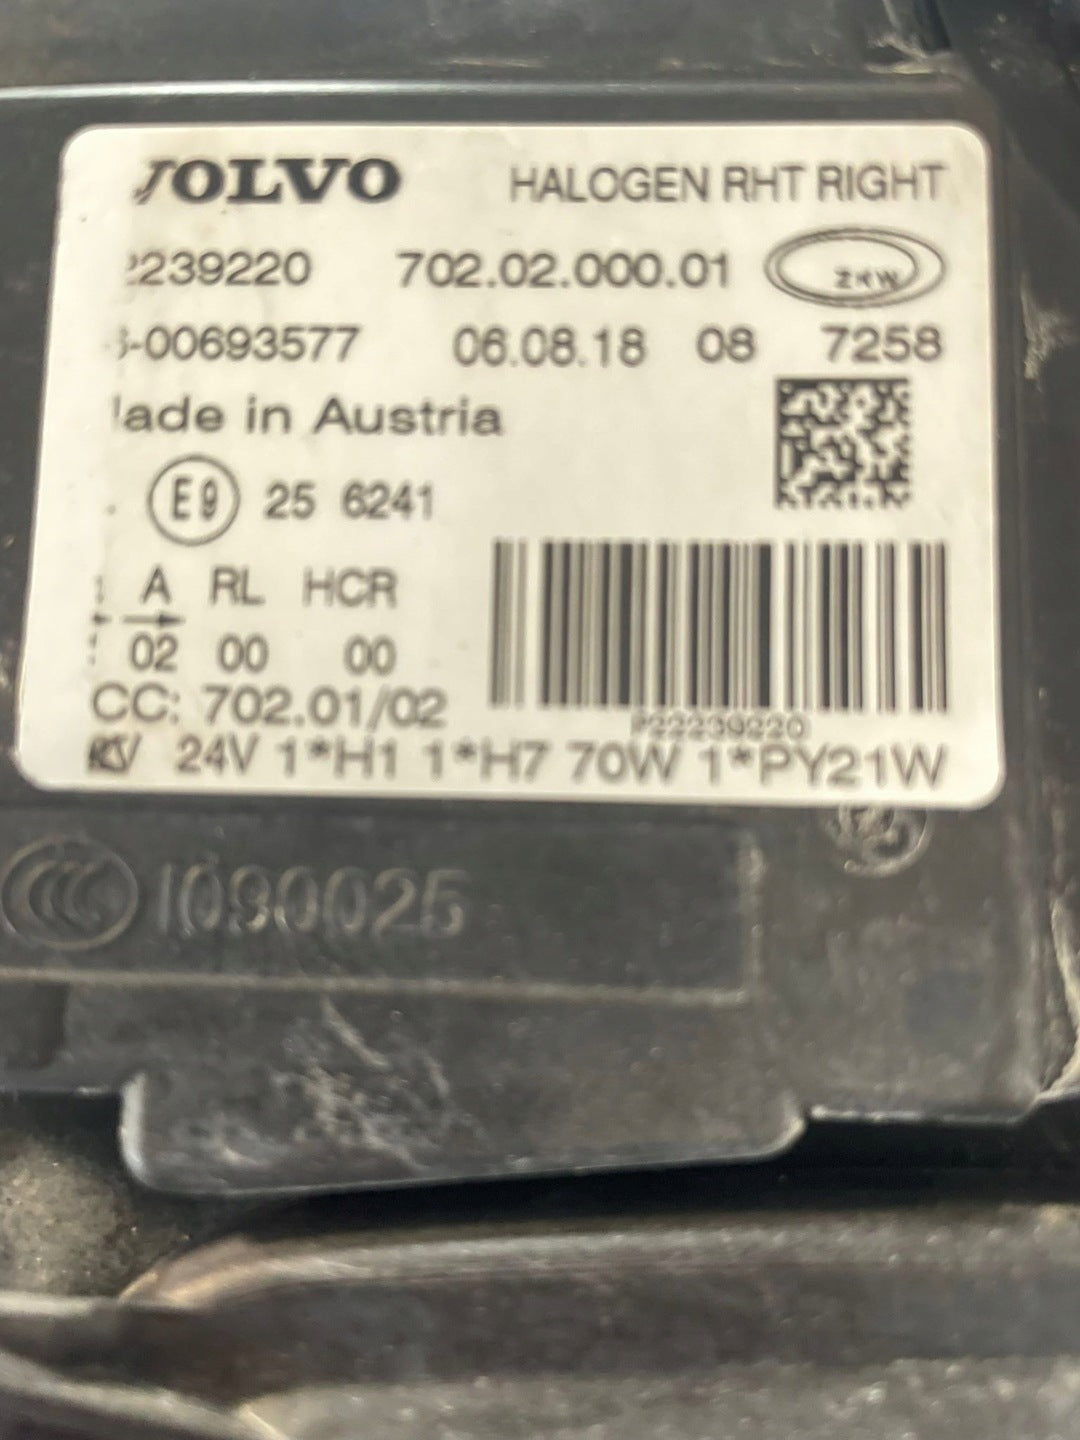 VOLVO HALOGEN RHT RIGHT
2239220 702.02.000.01 ZKW
-00693577 06.08.18 08 7258
Made in Austria
E9 25 6241
A RL HCR
02 00 00
CC: 702.01/02
P22239220
24V 1*H1 1*H7 70W 1*PY21W
CCC 1090025